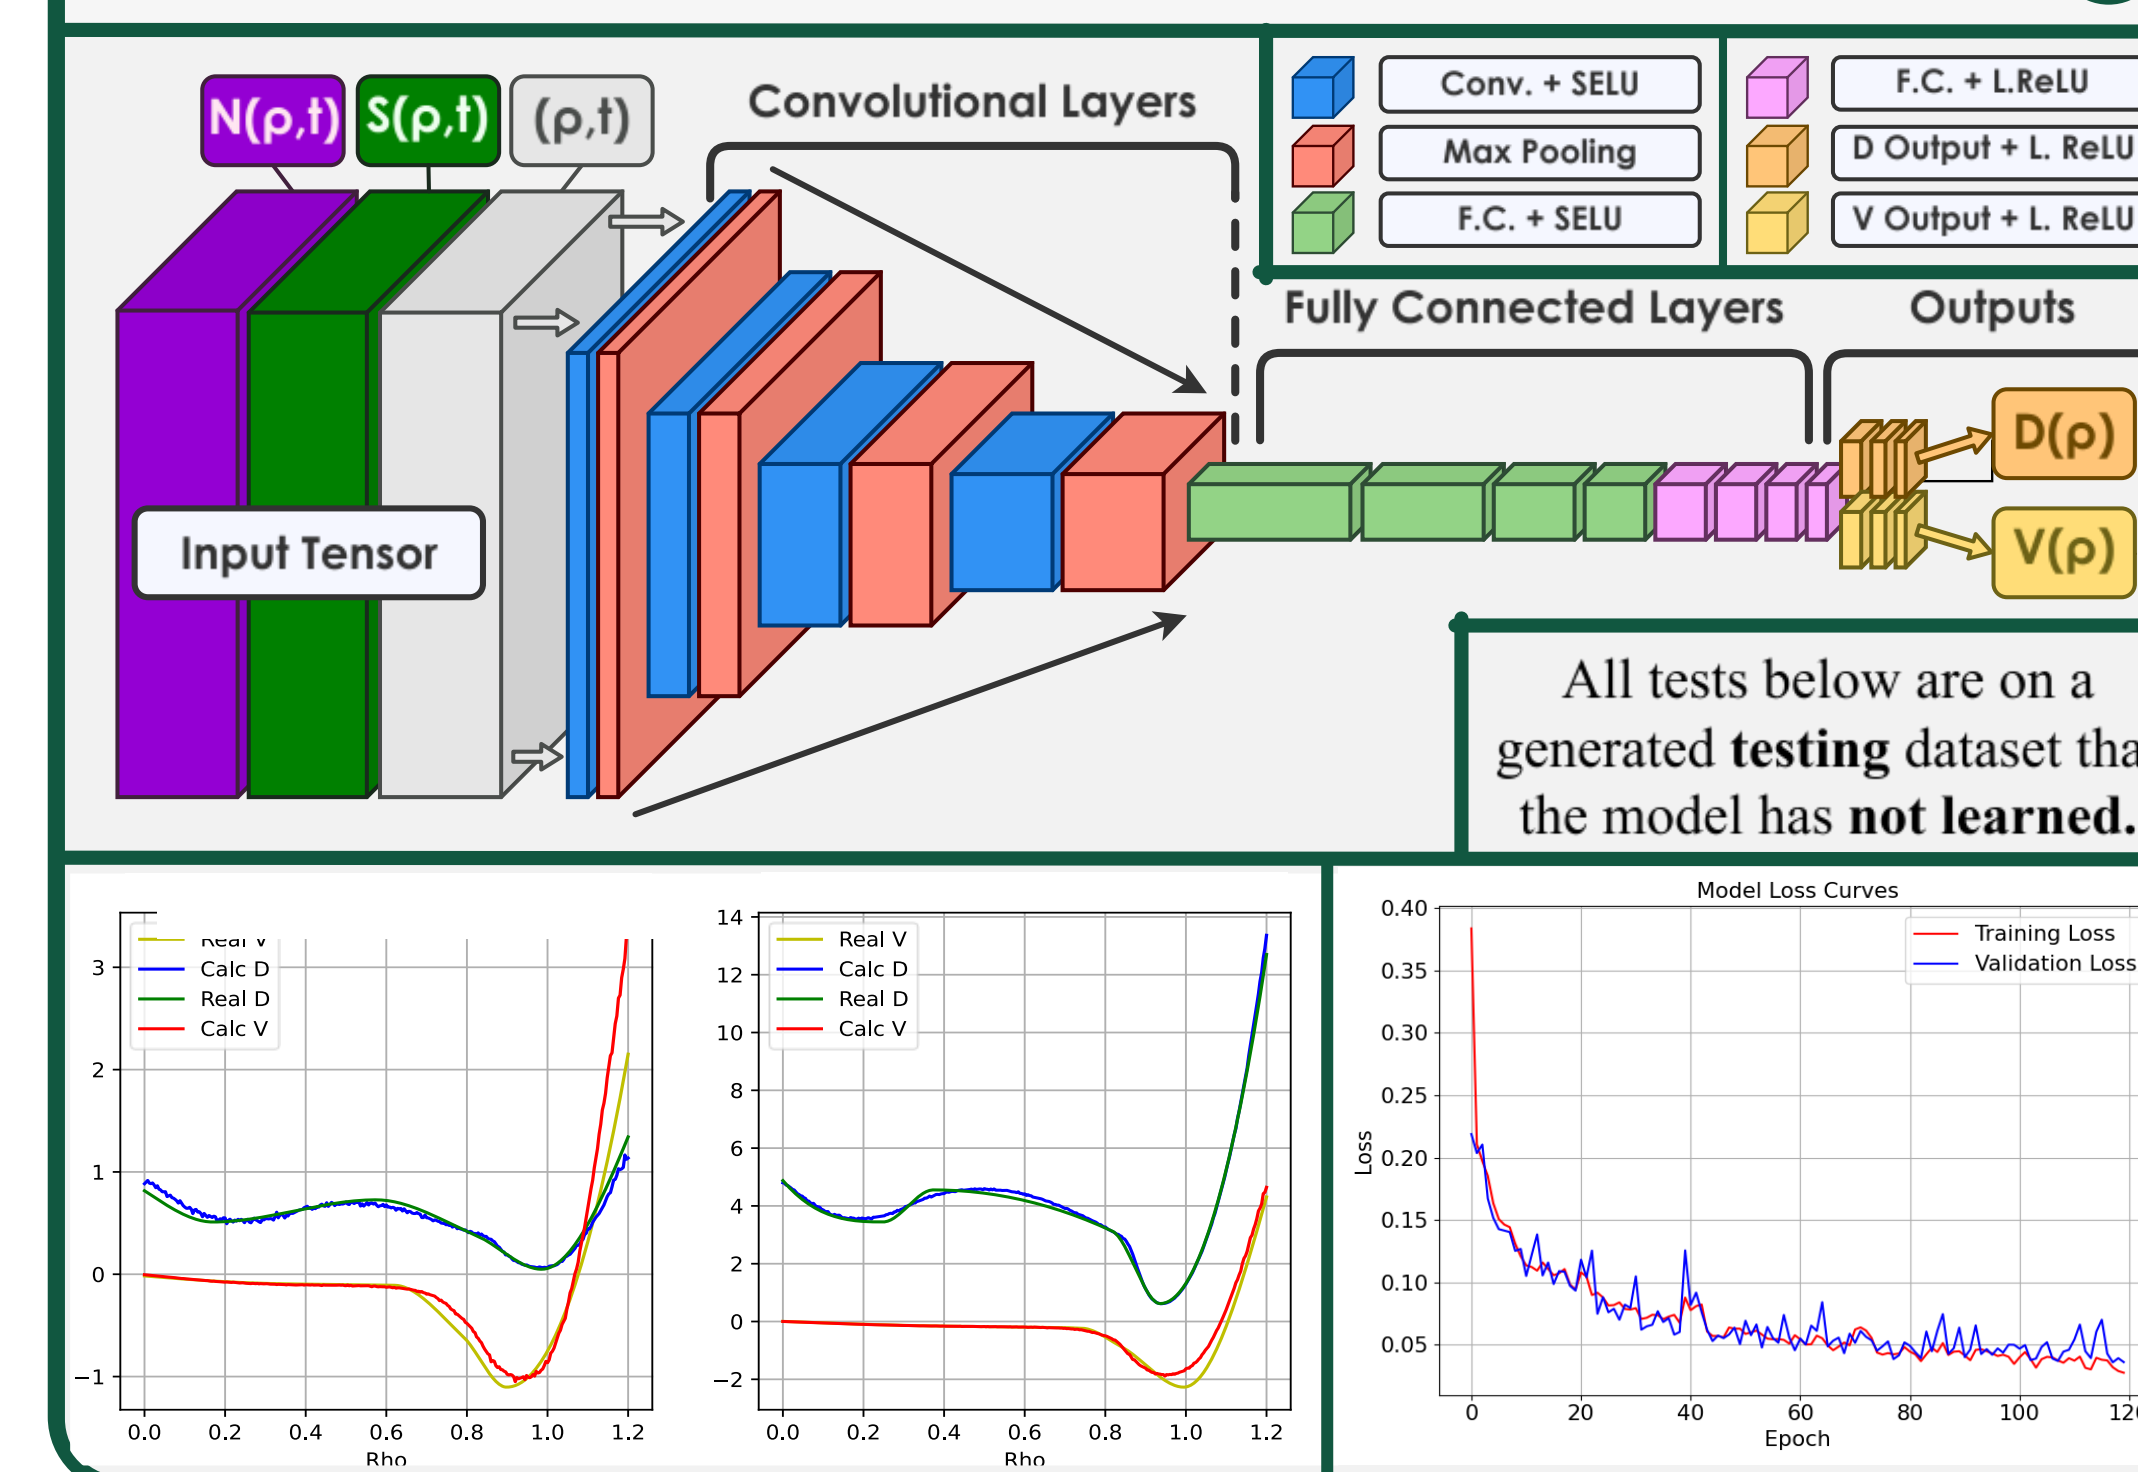 N(ρ,t) S(ρ,t) (ρ,t)
Convolutional Layers
Conv. + SELU
Max Pooling
F.C. + SELU
F.C. + L.ReLU
D Output + L. ReLU
V Output + L. ReLU
Input Tensor
Fully Connected Layers
Outputs
D(ρ)
V(ρ)
All tests below are on a
generated testing dataset tha
the model has not learned.
3
2
1
0
−1
Real V
Calc D
Real D
Calc V
0.0 0.2 0.4 0.6 0.8 1.0 1.2
Rho
14
12
10
8
6
4
2
0
−2
Real V
Calc D
Real D
Calc V
0.0 0.2 0.4 0.6 0.8 1.0 1.2
Rho
Model Loss Curves
Training Loss
Validation Loss
0.40
0.35
0.30
0.25
0.20
0.15
0.10
0.05
Loss
0 20 40 60 80 100 120
Epoch